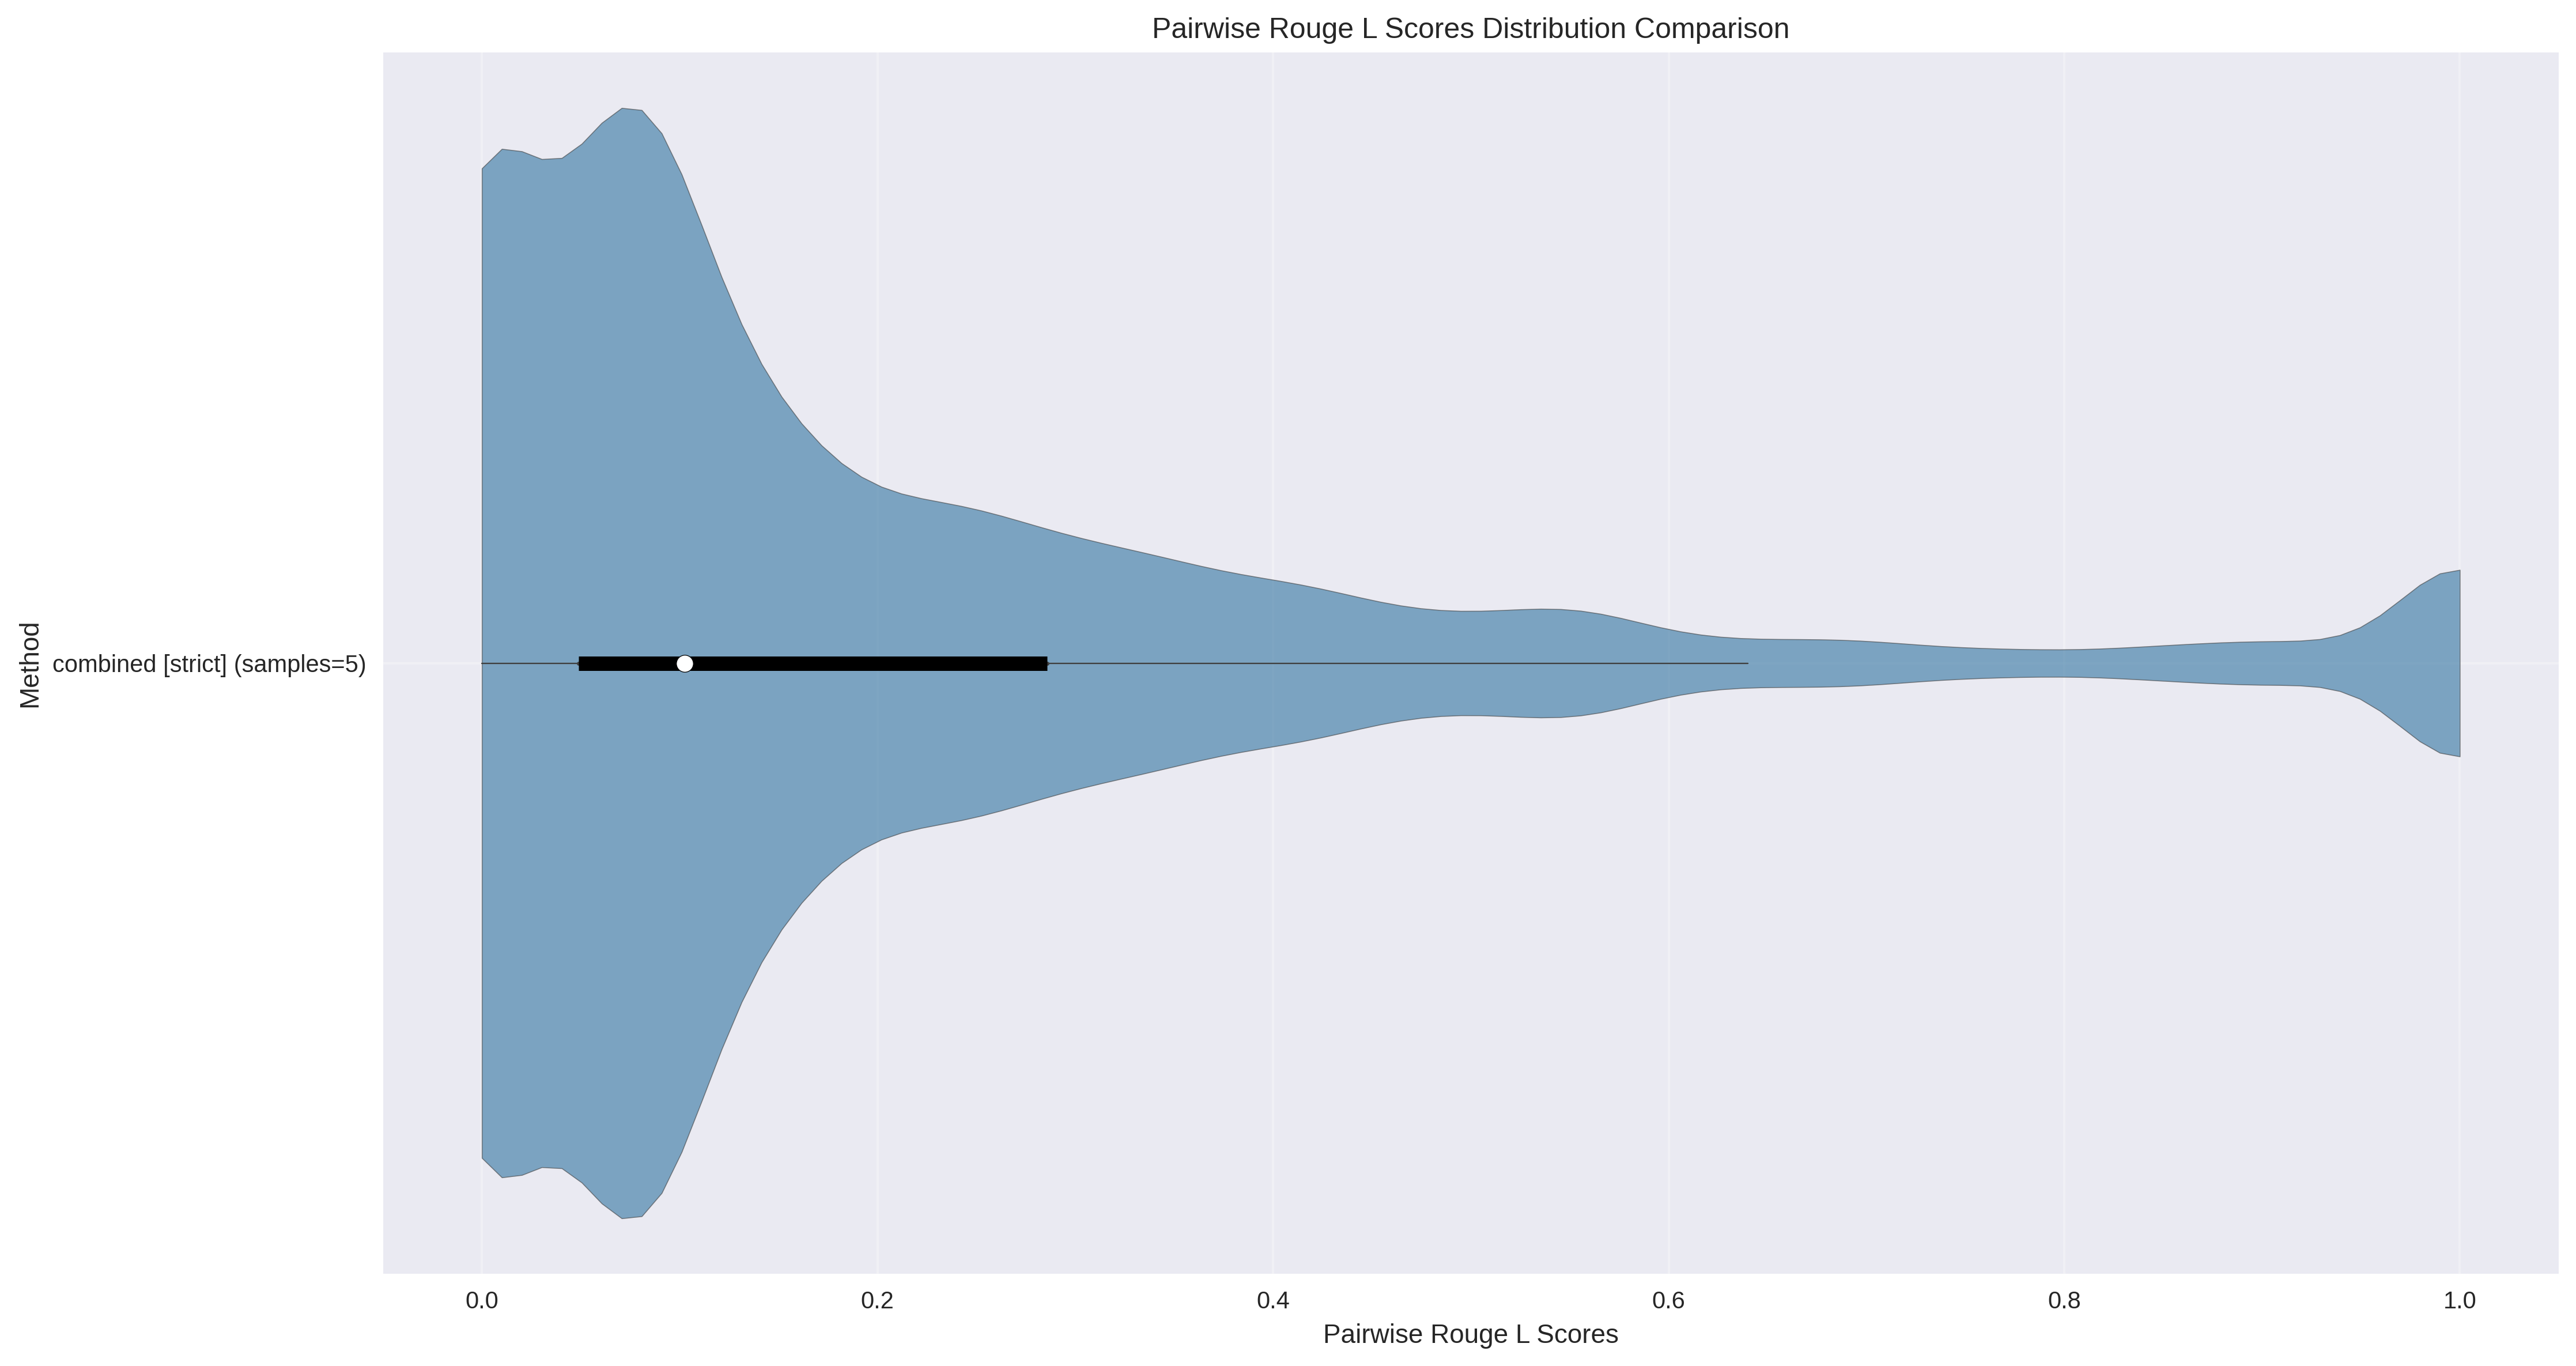 Pairwise Rouge L Scores Distribution Comparison
Method
combined [strict] (samples=5)
0.0 0.2 0.4 0.6 0.8 1.0
Pairwise Rouge L Scores